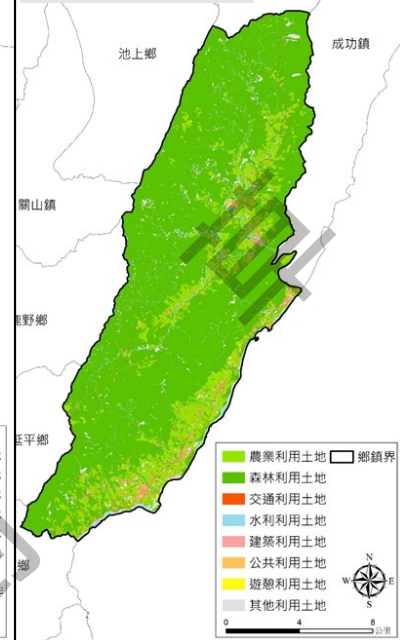 池上鄉
成功鎮
關山鎮
鹿野鄉
延平鄉
鄉
農業利用土地
鄉鎮界
森林利用土地
交通利用土地
水利利用土地
建築利用土地
公共利用土地
遊憩利用土地
其他利用土地
N
W
E
S
0 4 8
公里